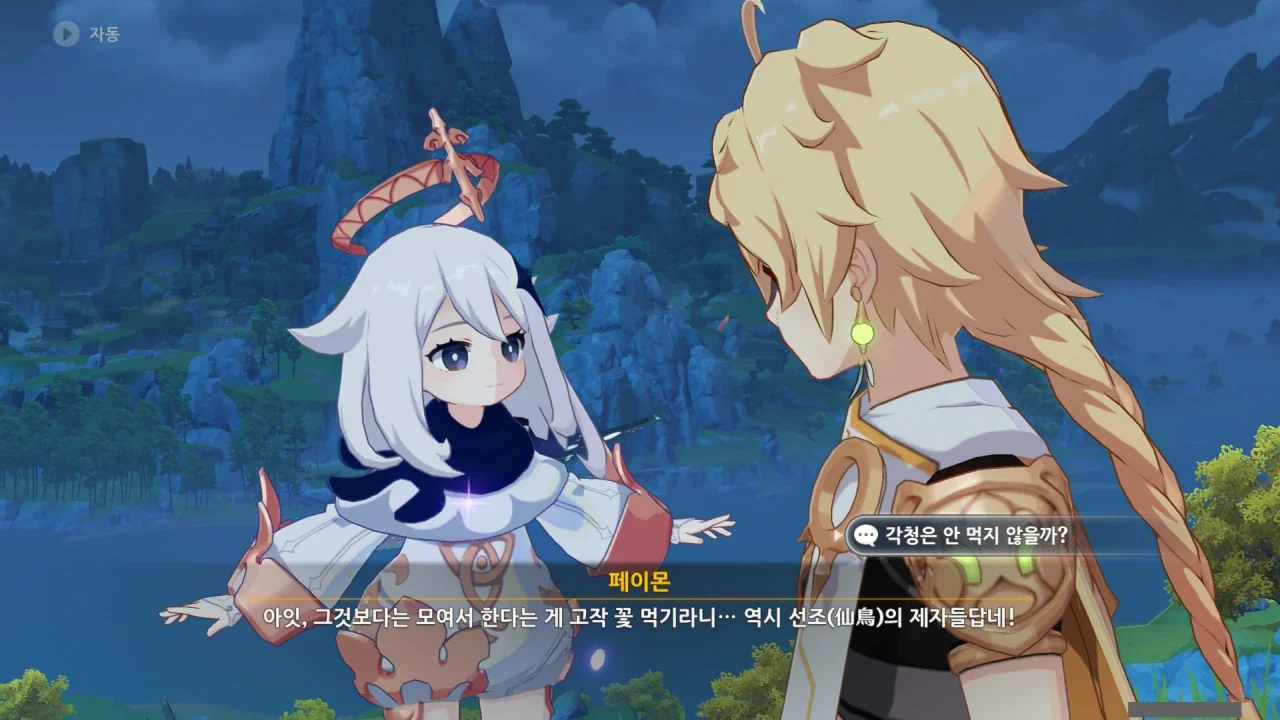 자동
각청은 안 먹지 않을까?
페이몬
아잇, 그것보다는 모여서 한다는 게 고작 꽃 먹기라니… 역시 선조(仙鳥)의 제자들답네!